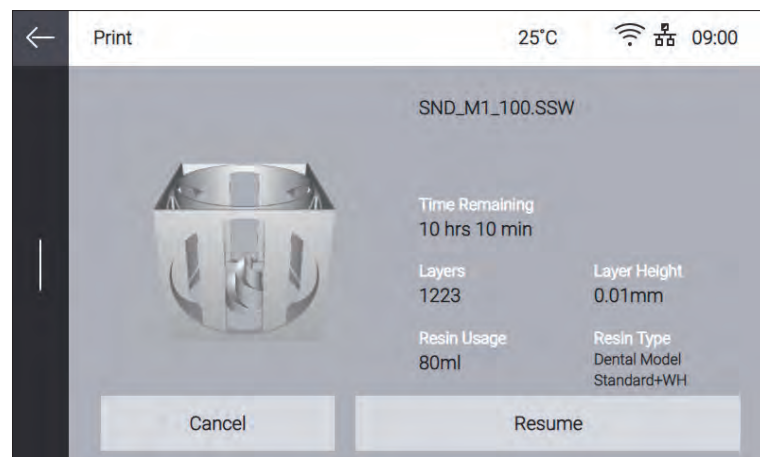 Print 25°C 09:00
SND_M1_100.SSW
Time Remaining
10 hrs 10 min
Layers Layer Height
1223 0.01mm
Resin Usage Resin Type
80ml Dental Model
Standard+WH
Cancel Resume